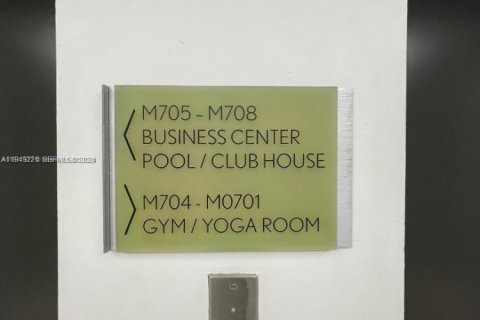 M705 - M708
BUSINESS CENTER
POOL / CLUB HOUSE
M704 - M0701
GYM / YOGA ROOM